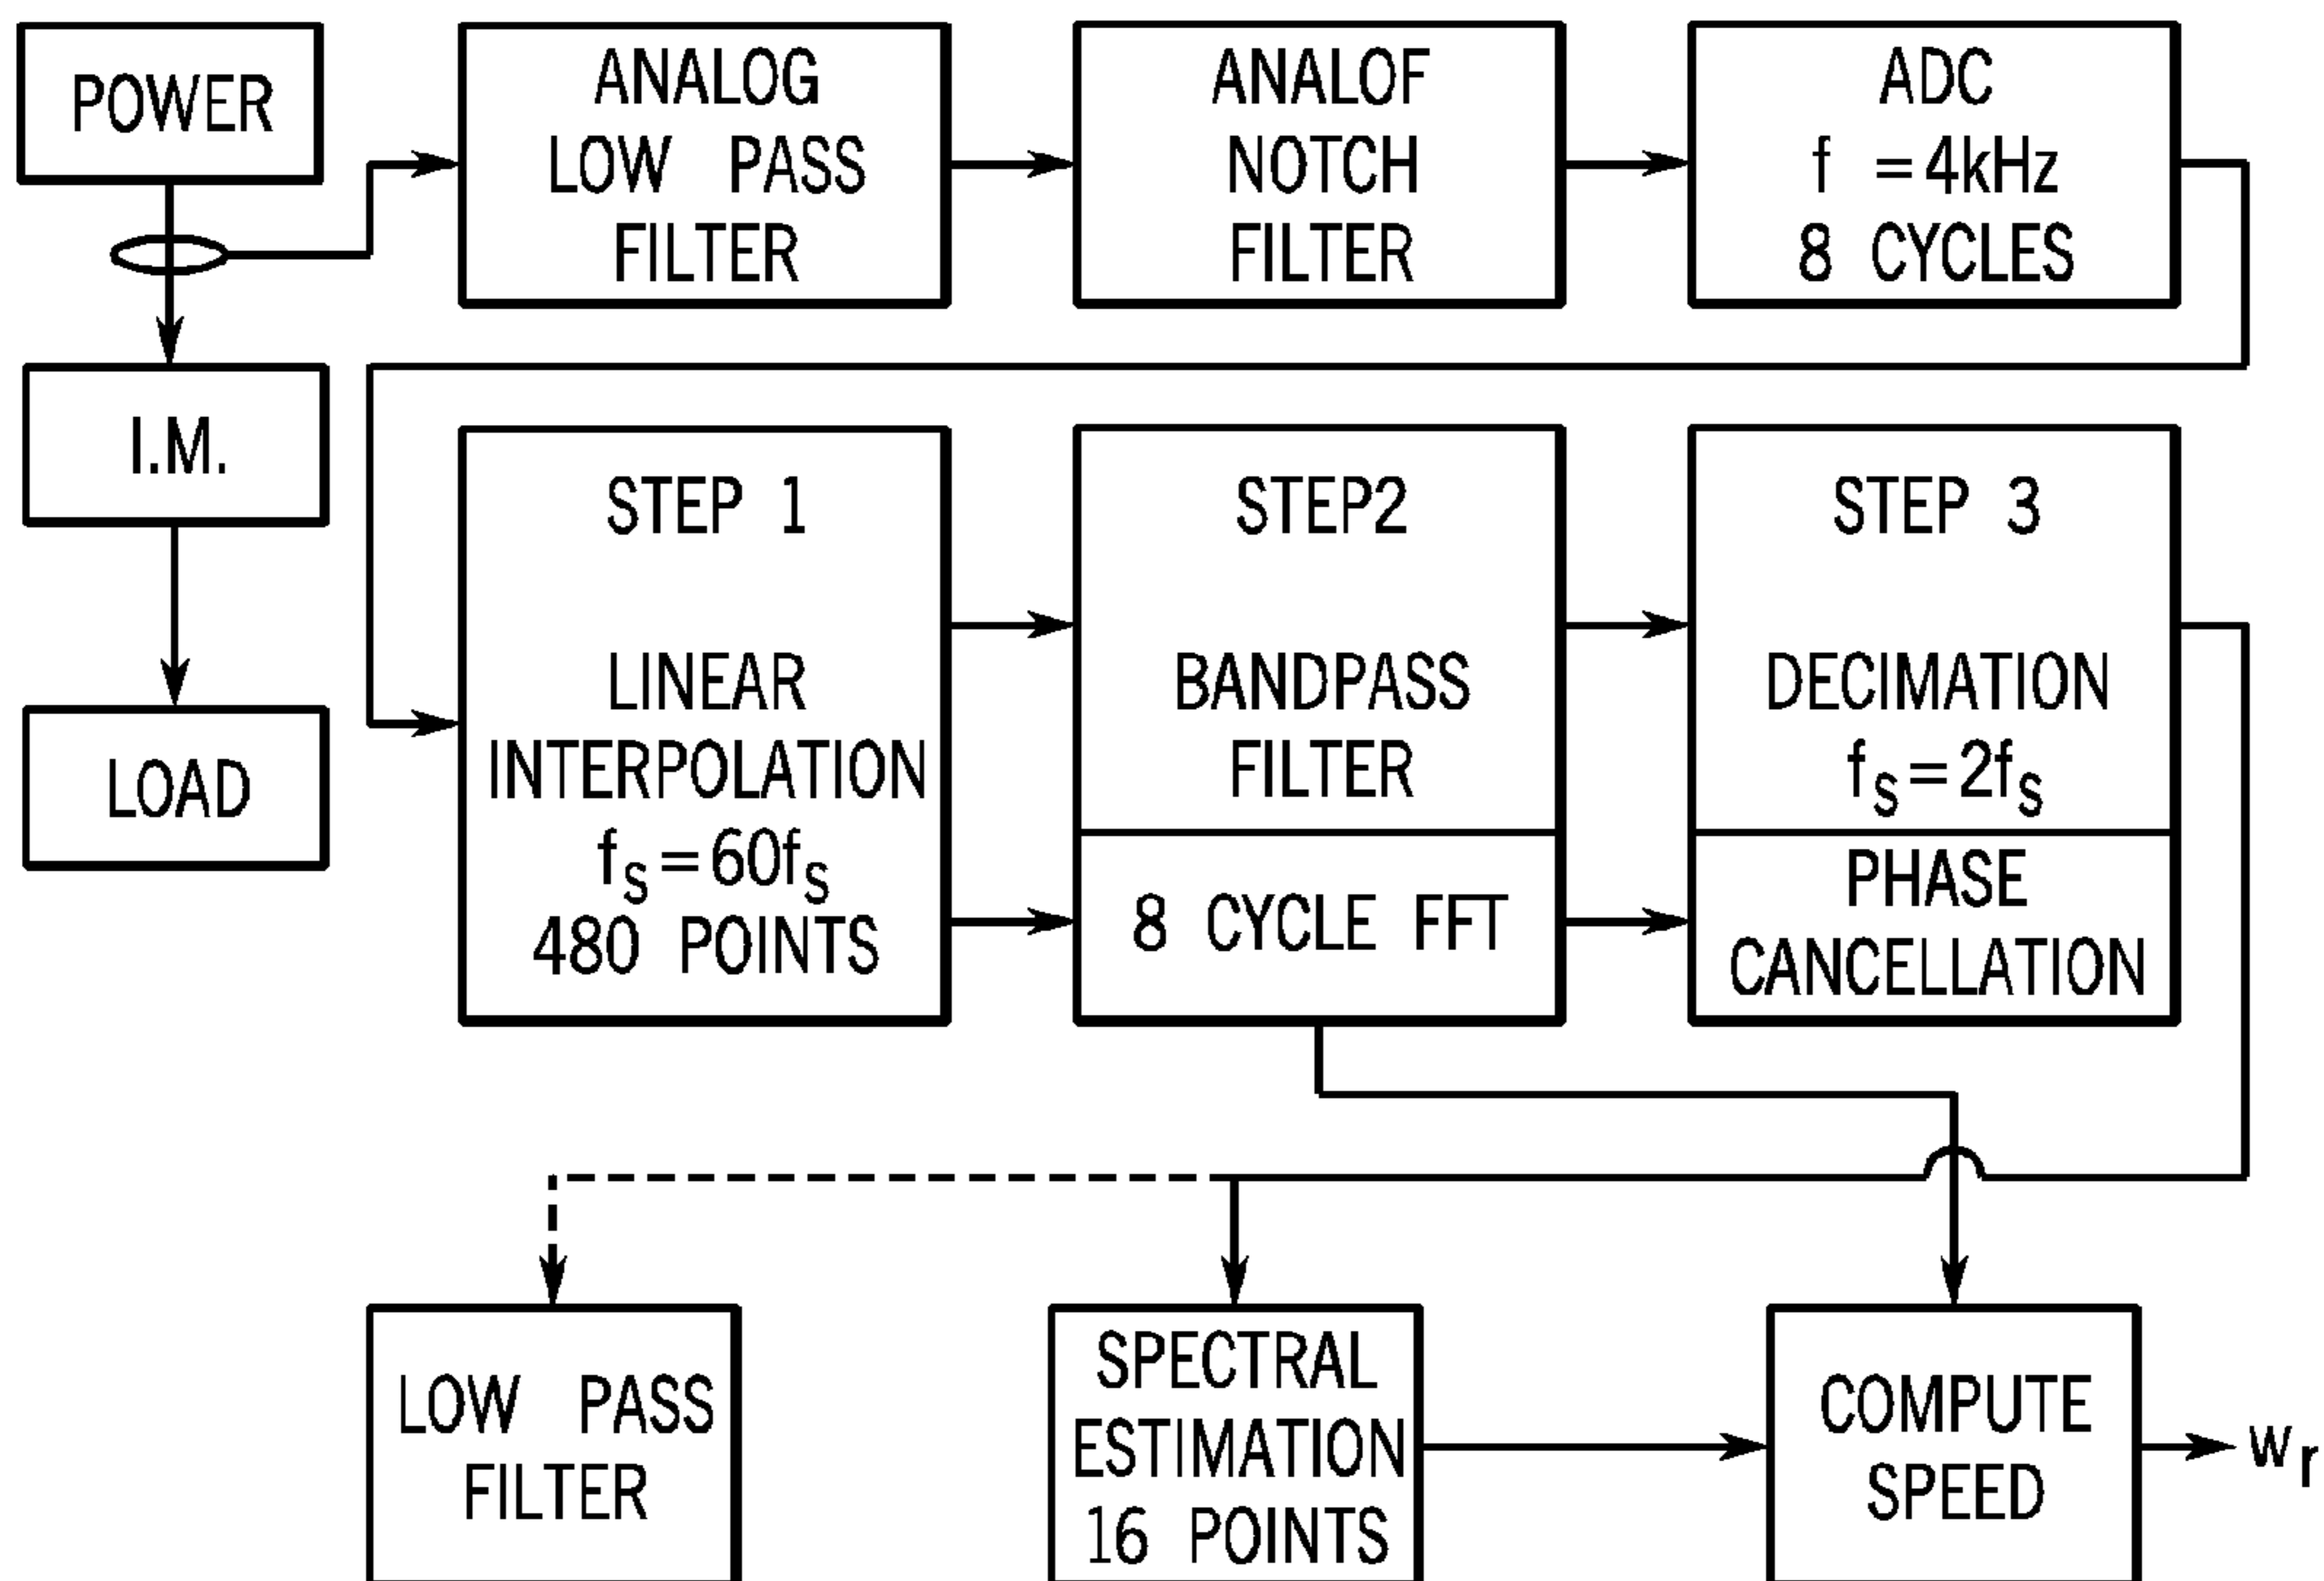 POWER
ANALOG
LOW PASS
FILTER
ANALOF
NOTCH
FILTER
ADC
f = 4kHz
8 CYCLES
I.M.
LOAD
STEP 1
LINEAR
INTERPOLATION
fs = 60fs
480 POINTS
STEP2
BANDPASS
FILTER
8 CYCLE FFT
STEP 3
DECIMATION
fs = 2fs
PHASE
CANCELLATION
LOW PASS
FILTER
SPECTRAL
ESTIMATION
16 POINTS
COMPUTE
SPEED
wr